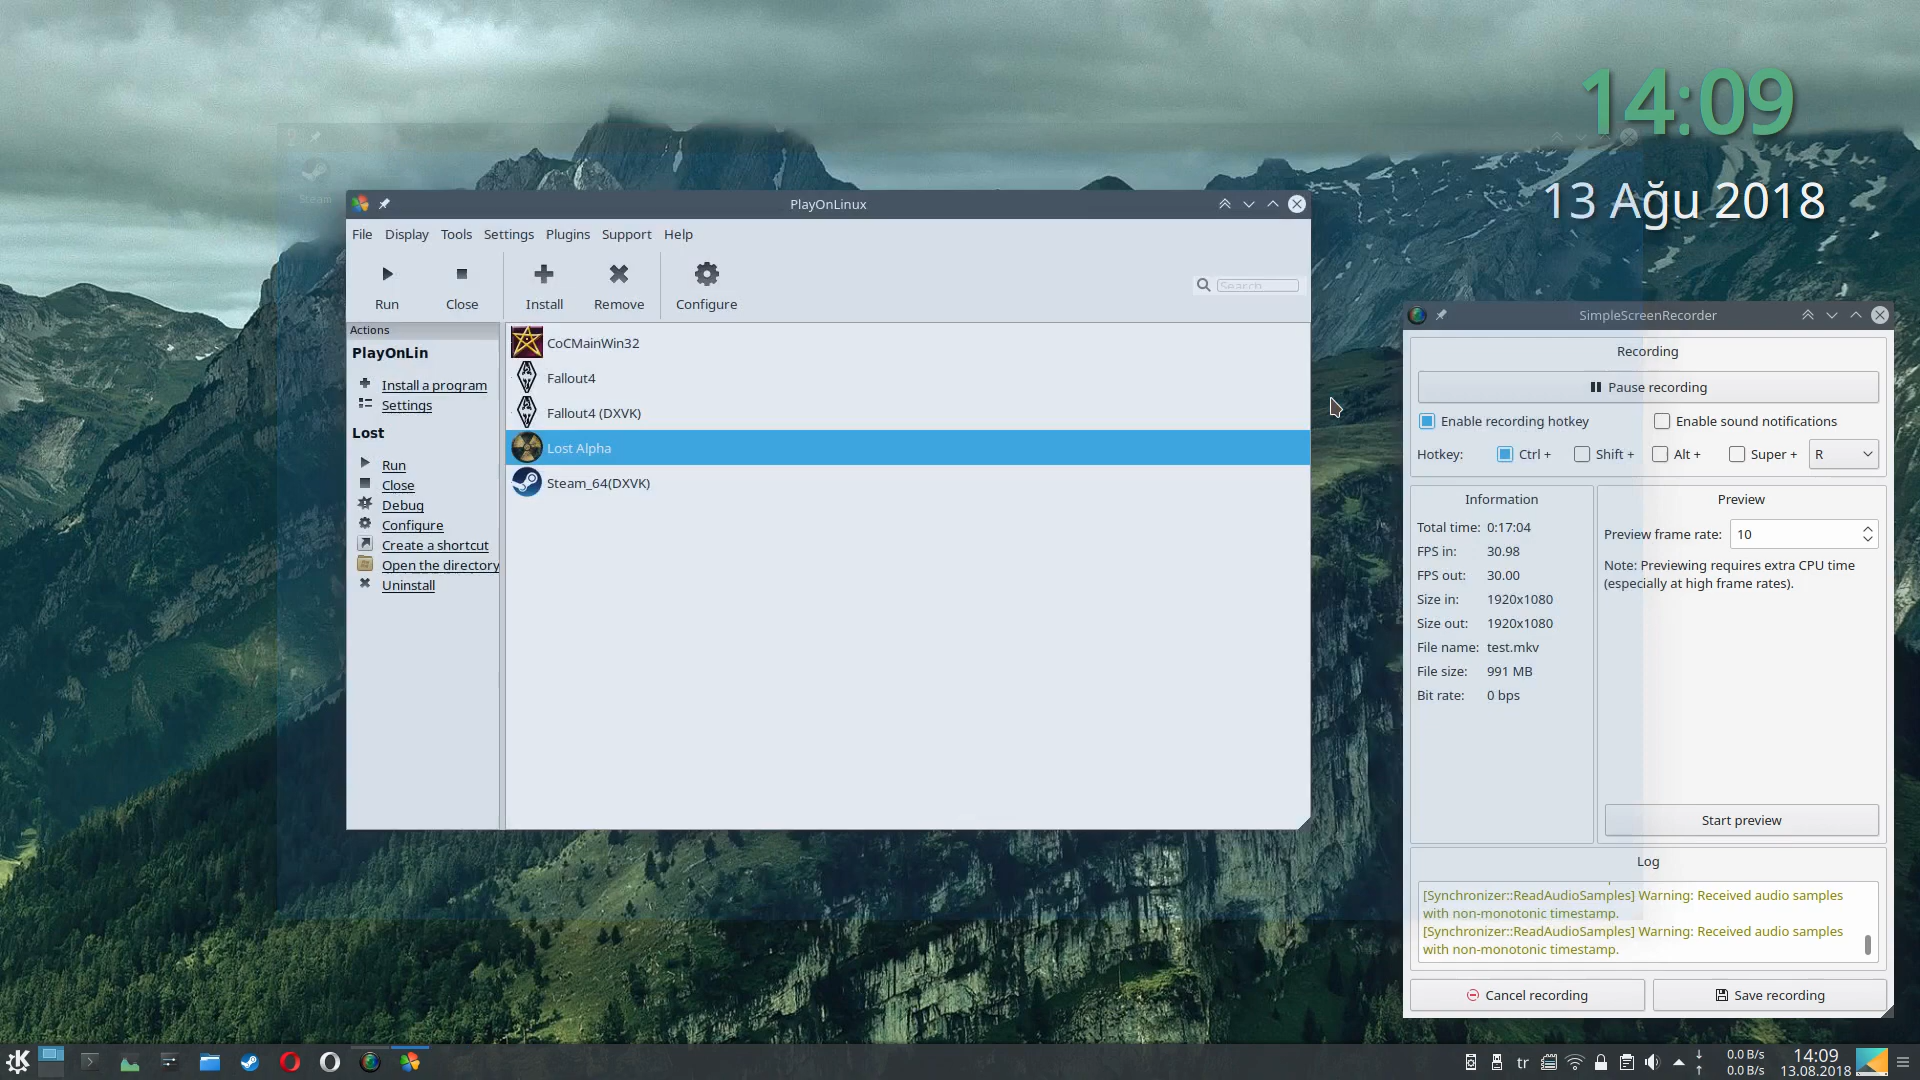 14:09
13 Ağu 2018
Steam
PlayOnLinux
File Display Tools Settings Plugins Support Help
Run Close Install Remove Configure
Search
Actions
PlayOnLin
Install a program
Settings
Lost
Run
Close
Debug
Configure
Create a shortcut
Open the directory
Uninstall
CoCMainWin32
Fallout4
Fallout4 (DXVK)
Lost Alpha
Steam_64(DXVK)
SimpleScreenRecorder
Recording
Pause recording
Enable recording hotkey Enable sound notifications
Hotkey: Ctrl + Shift + Alt + Super + R
Information
Total time: 0:17:04
FPS in: 30.98
FPS out: 30.00
Size in: 1920x1080
Size out: 1920x1080
File name: test.mkv
File size: 991 MB
Bit rate: 0 bps
Preview
Preview frame rate: 10
Note: Previewing requires extra CPU time
(especially at high frame rates).
Start preview
Log
[Synchronizer::ReadAudioSamples] Warning: Received audio samples
with non-monotonic timestamp.
[Synchronizer::ReadAudioSamples] Warning: Received audio samples
with non-monotonic timestamp.
Cancel recording Save recording
tr
0.0 B/s
0.0 B/s
14:09
13.08.2018